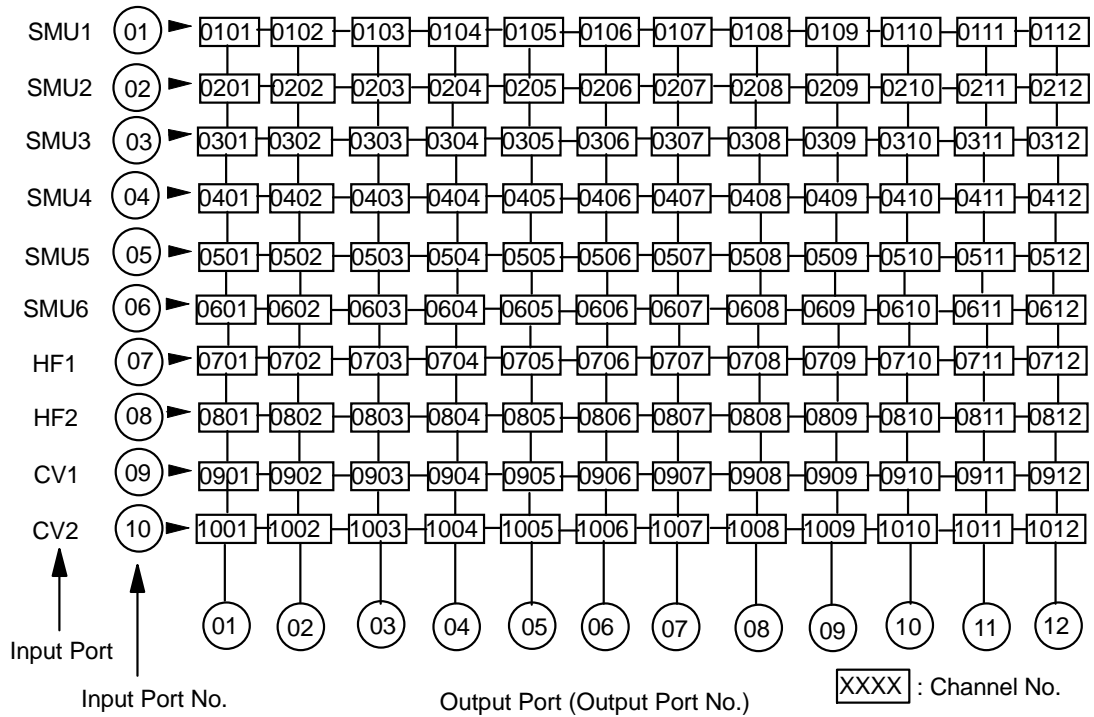 SMU1 01 0101 0102 0103 0104 0105 0106 0107 0108 0109 0110 0111 0112
SMU2 02 0201 0202 0203 0204 0205 0206 0207 0208 0209 0210 0211 0212
SMU3 03 0301 0302 0303 0304 0305 0306 0307 0308 0309 0310 0311 0312
SMU4 04 0401 0402 0403 0404 0405 0406 0407 0408 0409 0410 0411 0412
SMU5 05 0501 0502 0503 0504 0505 0506 0507 0508 0509 0510 0511 0512
SMU6 06 0601 0602 0603 0604 0605 0606 0607 0608 0609 0610 0611 0612
HF1 07 0701 0702 0703 0704 0705 0706 0707 0708 0709 0710 0711 0712
HF2 08 0801 0802 0803 0804 0805 0806 0807 0808 0809 0810 0811 0812
CV1 09 0901 0902 0903 0904 0905 0906 0907 0908 0909 0910 0911 0912
CV2 10 1001 1002 1003 1004 1005 1006 1007 1008 1009 1010 1011 1012
01 02 03 04 05 06 07 08 09 10 11 12
Input Port
Input Port No.
Output Port (Output Port No.)
XXXX : Channel No.